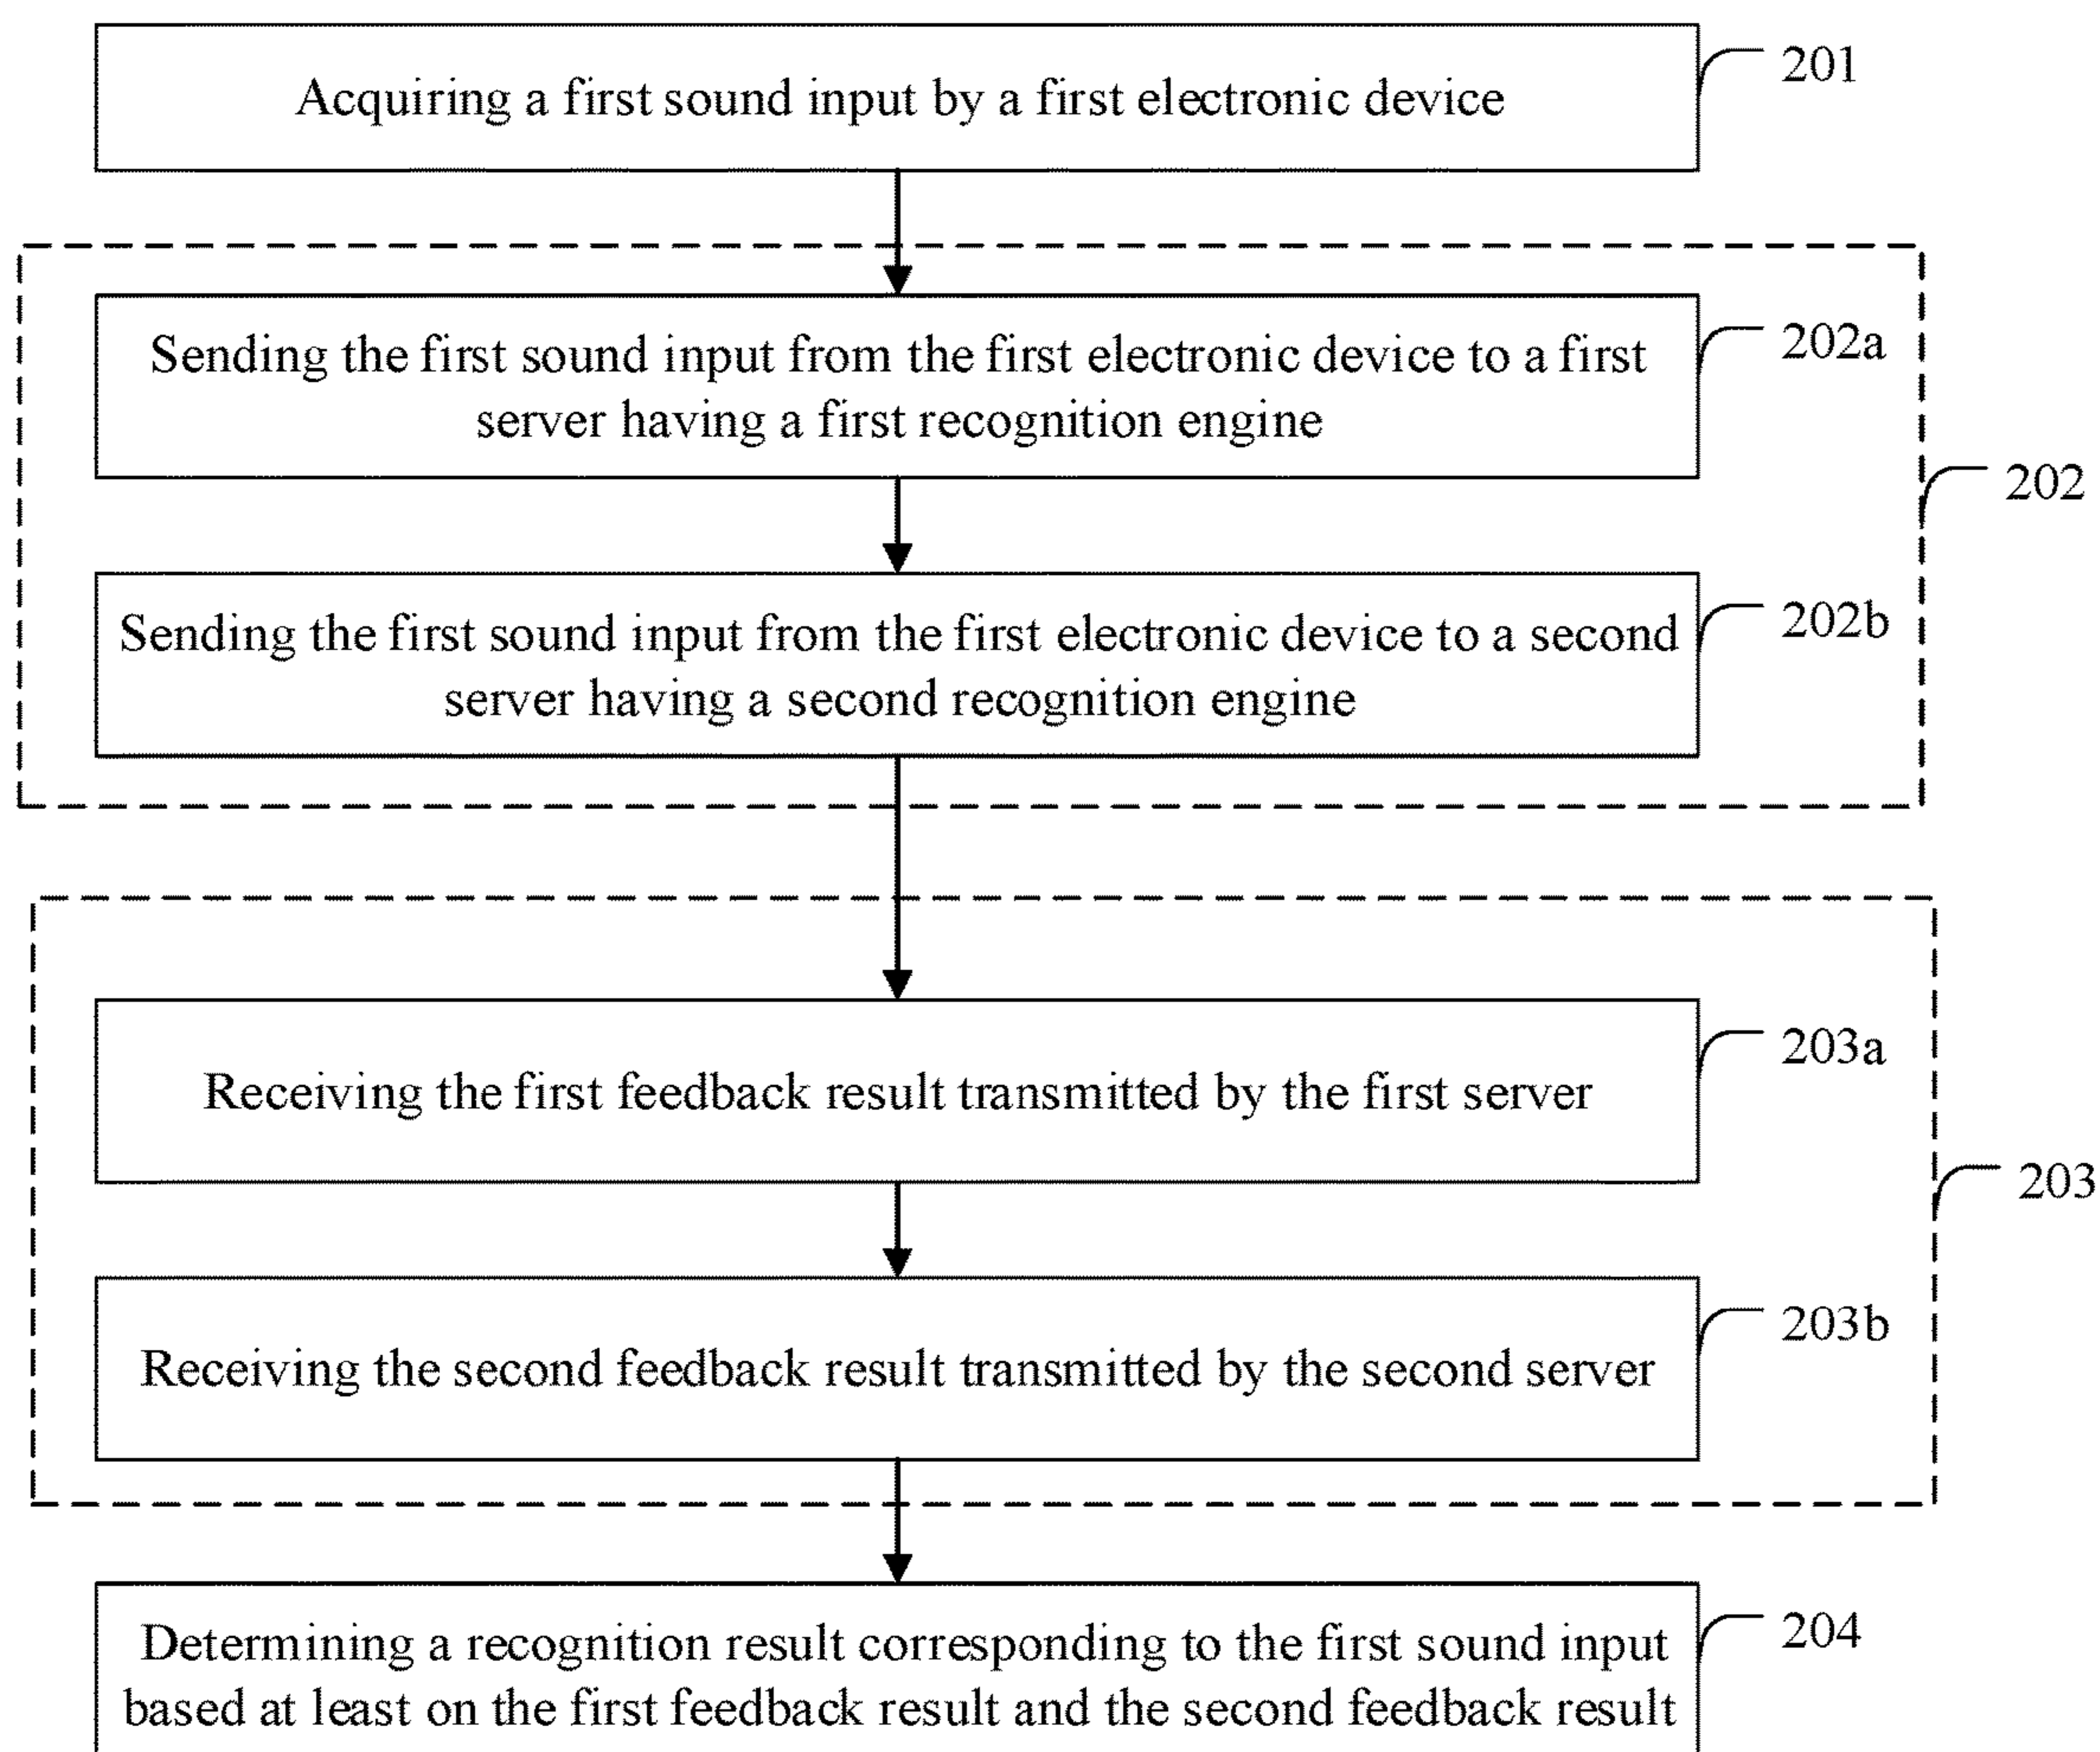 Acquiring a first sound input by a first electronic device
201
Sending the first sound input from the first electronic device to a first
server having a first recognition engine
202a
202
Sending the first sound input from the first electronic device to a second
server having a second recognition engine
202b
Receiving the first feedback result transmitted by the first server
203a
203
Receiving the second feedback result transmitted by the second server
203b
Determining a recognition result corresponding to the first sound input
based at least on the first feedback result and the second feedback result
204